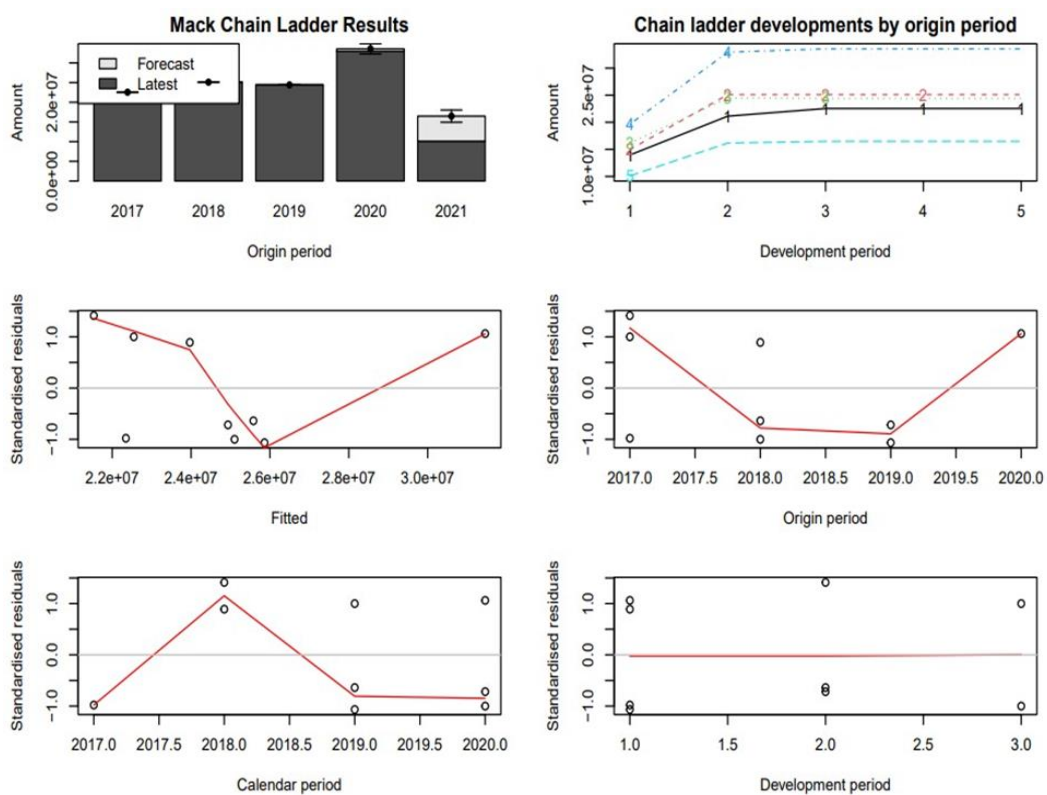 Mack Chain Ladder Results
Forecast
Latest
Amount
0.0e+00
2.0e+07
2017 2018 2019 2020 2021
Origin period
Chain ladder developments by origin period
Amount
1.0e+07
2.5e+07
4 4
3 3 3
2 2 2 2
1 1 1 1 1
5
1 2 3 4 5
Development period
Standardised residuals
−1.0 0.0 1.0
2.2e+07 2.4e+07 2.6e+07 2.8e+07 3.0e+07
Fitted
Standardised residuals
−1.0 0.0 1.0
2017.0 2017.5 2018.0 2018.5 2019.0 2019.5 2020.0
Origin period
Standardised residuals
−1.0 0.0 1.0
2017.0 2017.5 2018.0 2018.5 2019.0 2019.5 2020.0
Calendar period
Standardised residuals
−1.0 0.0 1.0
1.0 1.5 2.0 2.5 3.0
Development period